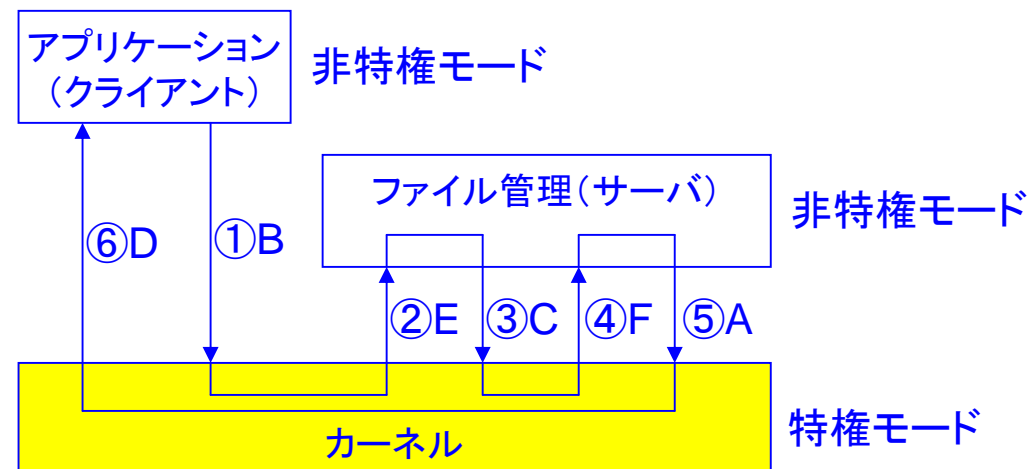 アプリケーション
（クライアント）
非特権モード
ファイル管理（サーバ）
非特権モード
⑥D
①B
②E
③C
④F
⑤A
カーネル
特権モード